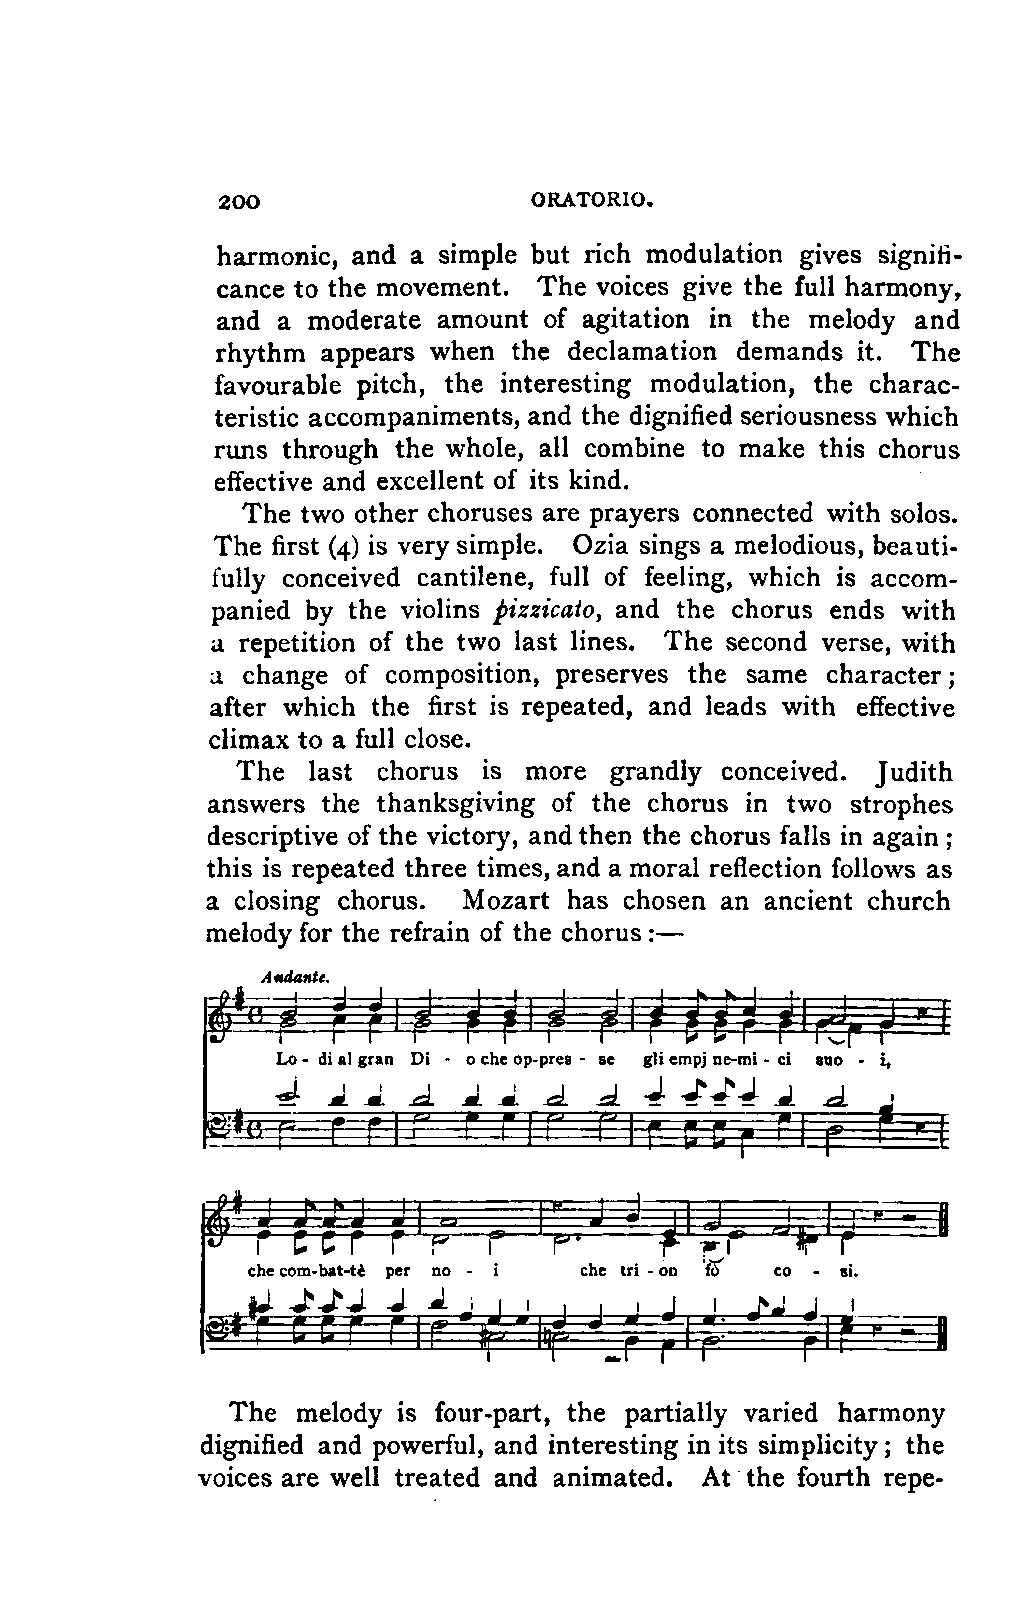 200 ORATORIO.
harmonic, and a simple but rich modulation gives signifi-
cance to the movement. The voices give the full harmony,
and a moderate amount of agitation in the melody and
rhythm appears when the declamation demands it. The
favourable pitch, the interesting modulation, the charac-
teristic accompaniments, and the dignified seriousness which
runs through the whole, all combine to make this chorus
effective and excellent of its kind.
The two other choruses are prayers connected with solos.
The first (4) is very simple. Ozia sings a melodious, beauti-
fully conceived cantilene, full of feeling, which is accom-
panied by the violins pizzicato, and the chorus ends with
a repetition of the two last lines. The second verse, with
a change of composition, preserves the same character;
after which the first is repeated, and leads with effective
climax to a full close.
The last chorus is more grandly conceived. Judith
answers the thanksgiving of the chorus in two strophes
descriptive of the victory, and then the chorus falls in again;
this is repeated three times, and a moral reflection follows as
a closing chorus. Mozart has chosen an ancient church
melody for the refrain of the chorus:—
Andante.
Lo - di al gran Di - o che op-pres - se gli empj ne-mi - ci suo - i,
che com-bat-tè per no - i che tri - on fò co - si.
The melody is four-part, the partially varied harmony
dignified and powerful, and interesting in its simplicity; the
voices are well treated and animated. At the fourth repe-